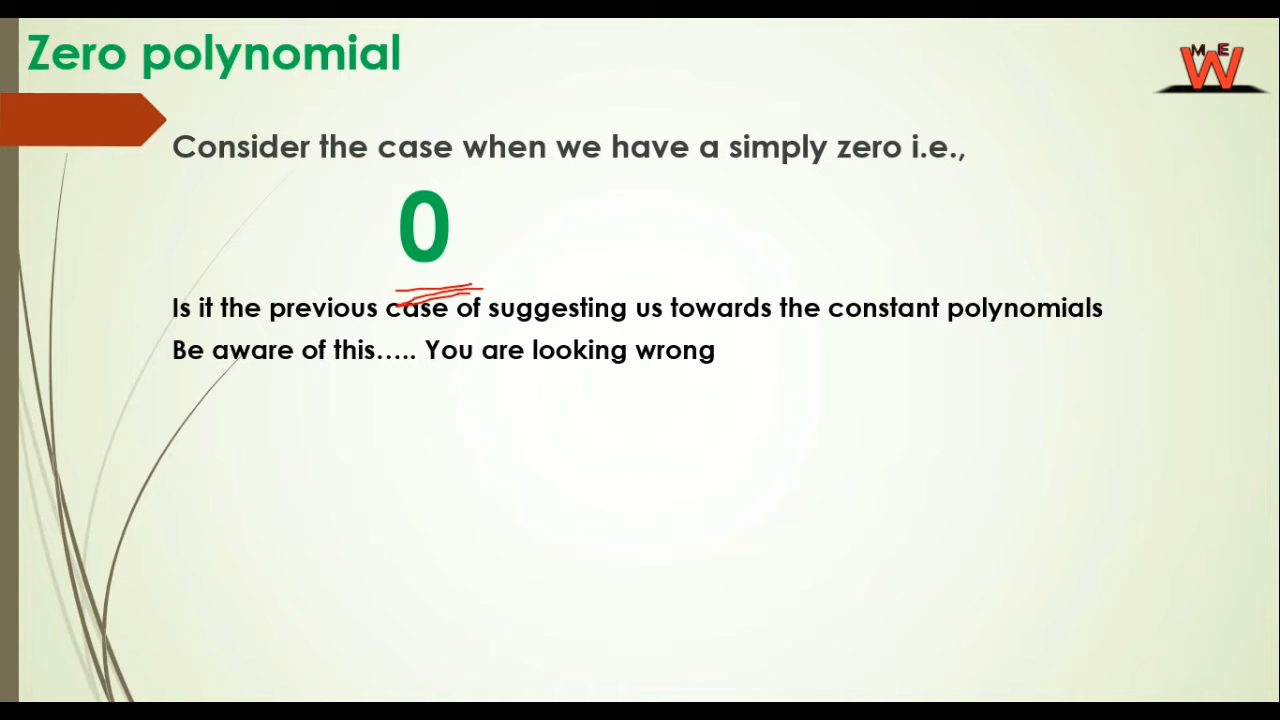 Zero polynomial
M E
W
Consider the case when we have a simply zero i.e.,
0
Is it the previous case of suggesting us towards the constant polynomials
Be aware of this..... You are looking wrong